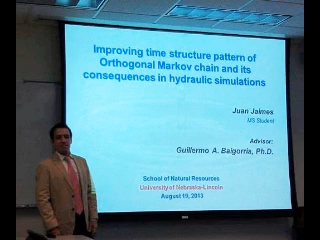 Improving time structure pattern of
Orthogonal Markov chain and its
consequences in hydraulic simulations
Juan Jaimes
MS Student
Advisor:
Guillermo A. Baigorria, Ph.D.
School of Natural Resources
University of Nebraska-Lincoln
August 19, 2013